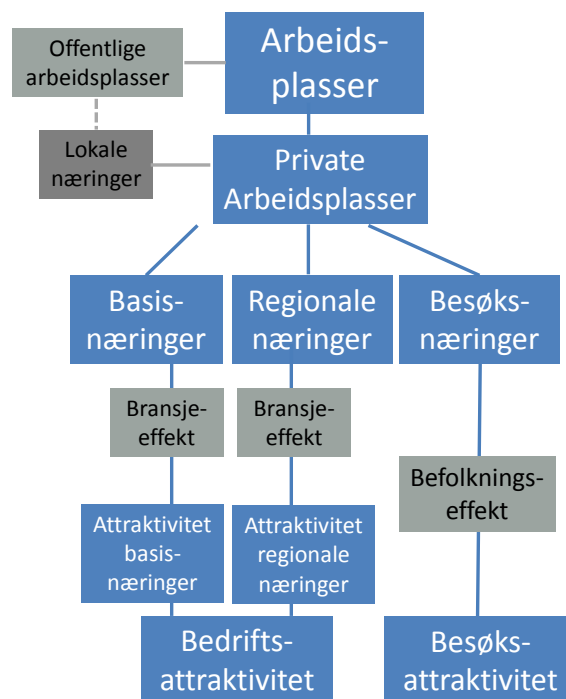 Offentlige
arbeidsplasser
Arbeids-
plasser
Lokale
næringer
Private
Arbeidsplasser
Basis-
næringer
Regionale
næringer
Besøks-
næringer
Bransje-
effekt
Bransje-
effekt
Befolknings-
effekt
Attraktivitet
basis-
næringer
Attraktivitet
regionale
næringer
Bedrifts-
attraktivitet
Besøks-
attraktivitet